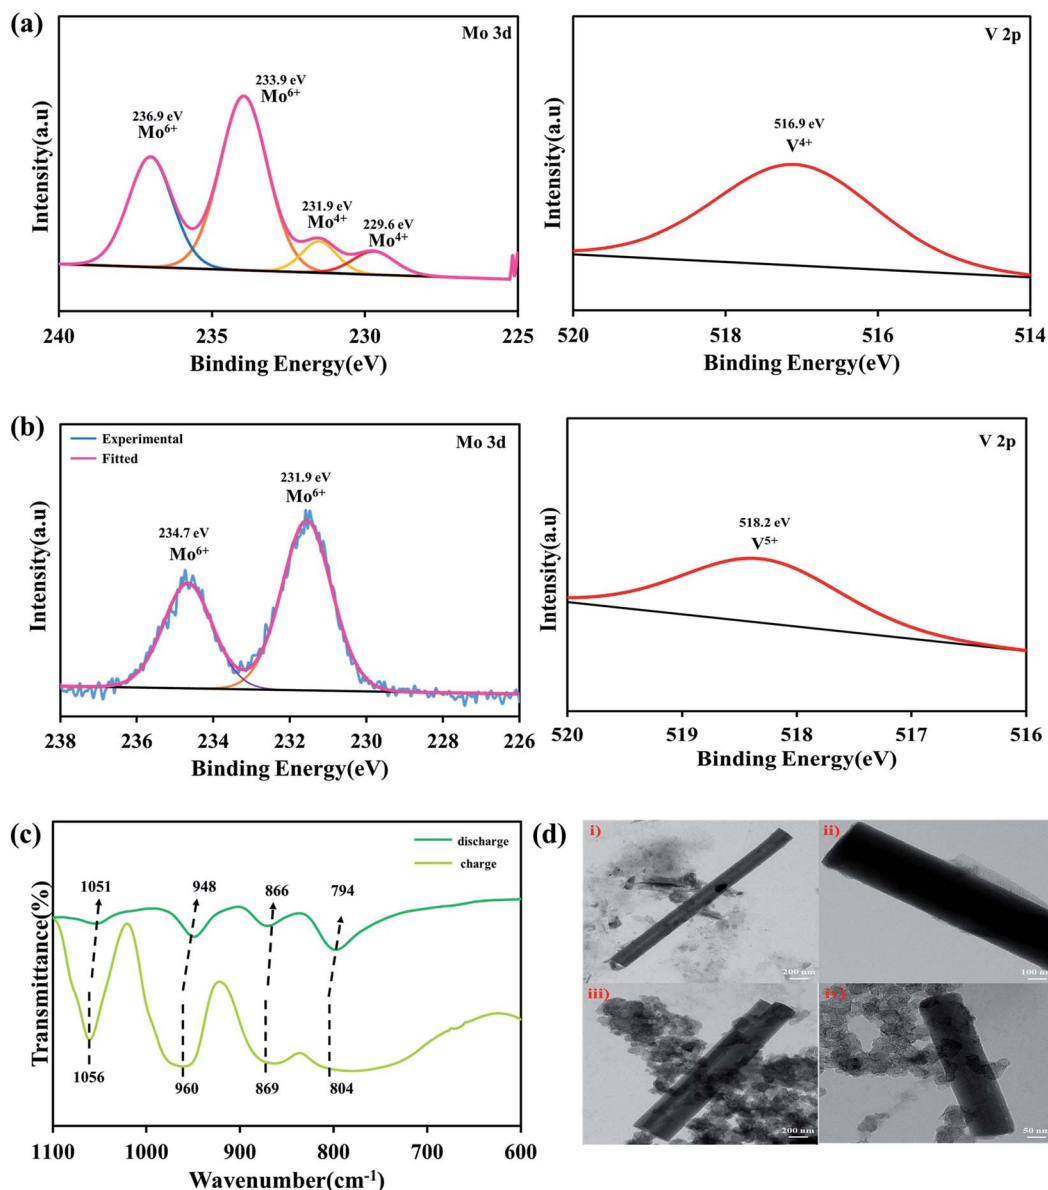 (a)
Mo 3d
233.9 eV
Mo⁶⁺
236.9 eV
Mo⁶⁺
231.9 eV
Mo⁴⁺
229.6 eV
Mo⁴⁺
Intensity(a.u)
240
235
230
225
Binding Energy(eV)
V 2p
516.9 eV
V⁴⁺
Intensity(a.u)
520
518
516
514
Binding Energy(eV)
(b)
Experimental
Fitted
Mo 3d
231.9 eV
Mo⁶⁺
234.7 eV
Mo⁶⁺
Intensity(a.u)
238
236
234
232
230
228
226
Binding Energy(eV)
V 2p
518.2 eV
V⁵⁺
Intensity(a.u)
520
519
518
517
516
Binding Energy(eV)
(c)
discharge
charge
1051
948
866
794
1056
960
869
804
Transmittance(%)
1100
1000
900
800
700
600
Wavenumber(cm⁻¹)
(d)
i)
200 nm
ii)
100 nm
iii)
200 nm
iv)
50 nm